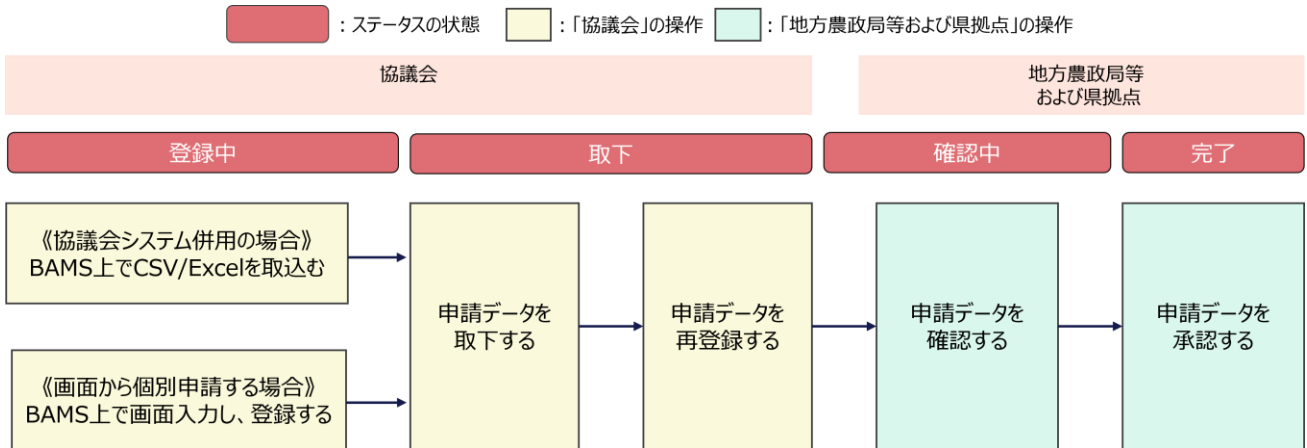 ：ステータスの状態
：「協議会」の操作
：「地方農政局等および県拠点」の操作
協議会
地方農政局等
および県拠点
登録中
取下
確認中
完了
《協議会システム併用の場合》
BAMS上でCSV/Excelを取込む
《画面から個別申請する場合》
BAMS上で画面入力し、登録する
申請データを
取下する
申請データを
再登録する
申請データを
確認する
申請データを
承認する